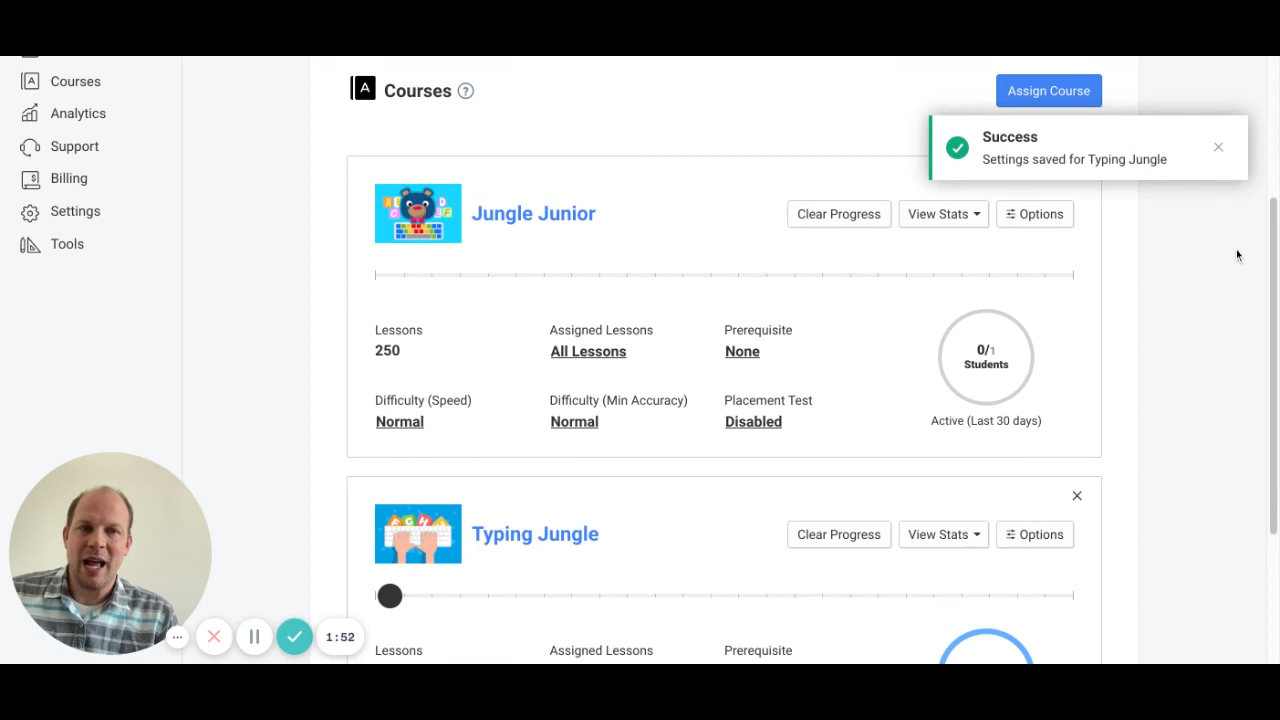 Courses
Analytics
Support
Billing
Settings
Tools
A Courses ?
Assign Course
Success
Settings saved for Typing Jungle
Jungle Junior
Clear Progress
View Stats
Options
Lessons
250
Assigned Lessons
All Lessons
Prerequisite
None
0/1
Students
Difficulty (Speed)
Normal
Difficulty (Min Accuracy)
Normal
Placement Test
Disabled
Active (Last 30 days)
Typing Jungle
Clear Progress
View Stats
Options
Lessons
Assigned Lessons
Prerequisite
1:52